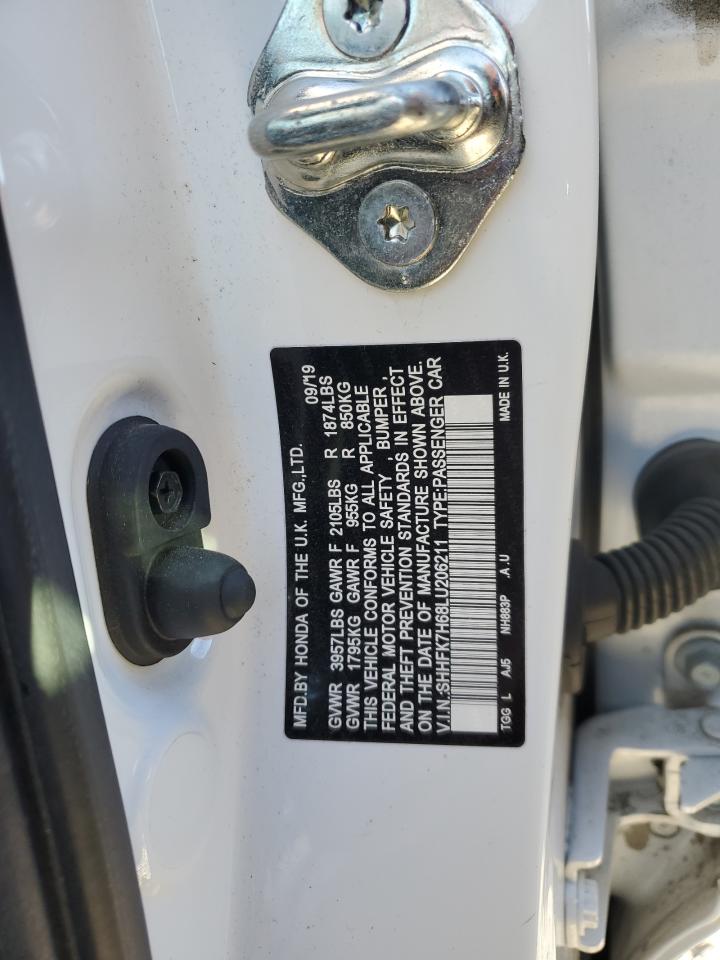 MFD.BY HONDA OF THE U.K. MFG.,LTD. 09/19
GVWR 3957LBS GAWR F 2105LBS R 1874LBS
GVWR 1795KG GAWR F 955KG R 850KG
THIS VEHICLE CONFORMS TO ALL APPLICABLE
FEDERAL MOTOR VEHICLE SAFETY , BUMPER ,
AND THEFT PREVENTION STANDARDS IN EFFECT
ON THE DATE OF MANUFACTURE SHOWN ABOVE.
V.I.N.:SHHFK7H68LU206211 TYPE:PASSENGER CAR
TGG L AJ5 NH883P .A.U MADE IN U.K.